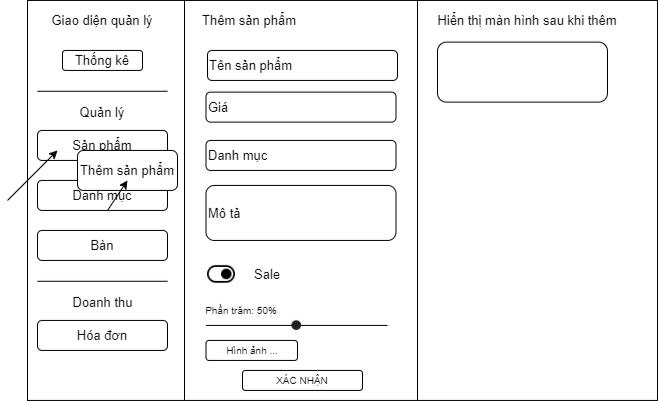 Giao diện quản lý
Thống kê
Quản lý
Sản phẩm
Thêm sản phẩm
Danh mục
Bàn
Doanh thu
Hóa đơn
Thêm sản phẩm
Tên sản phẩm
Giá
Danh mục
Mô tả
Sale
Phần trăm: 50%
Hình ảnh ...
XÁC NHẬN
Hiển thị màn hình sau khi thêm